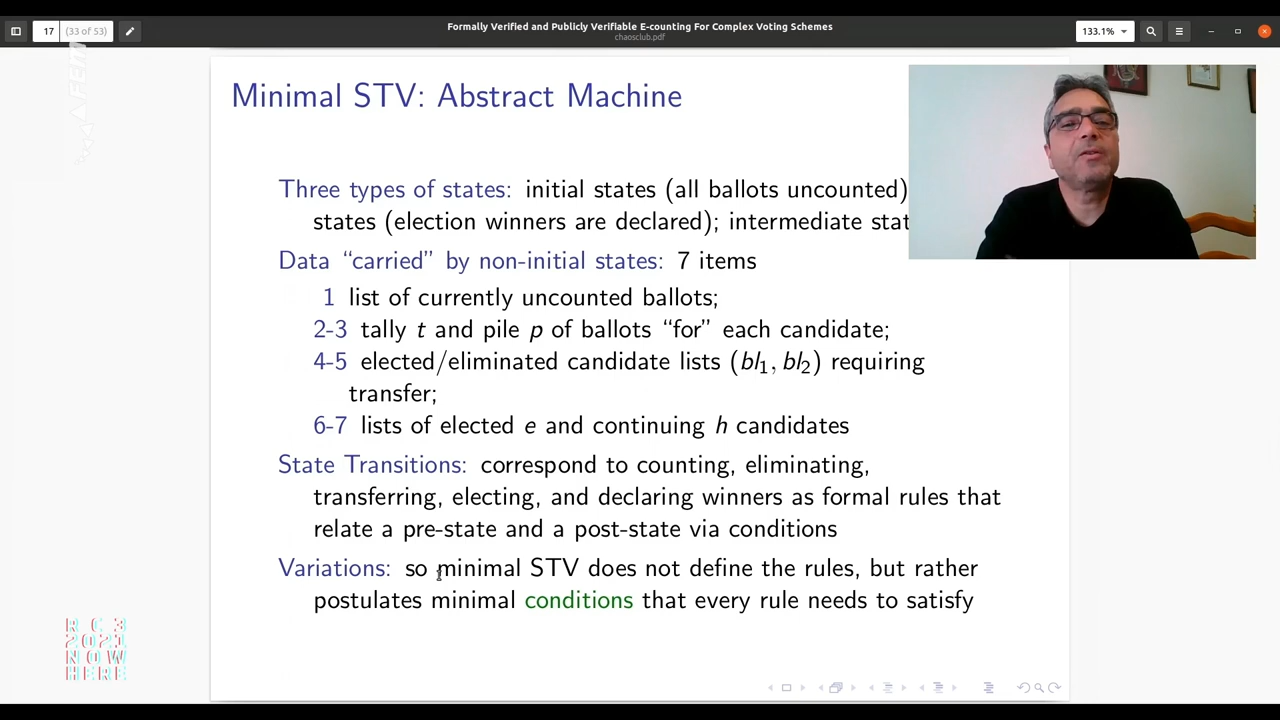 17
(33 of 53)
Formally Verified and Publicly Verifiable E-counting For Complex Voting Schemes
chaosclub.pdf
133.1%
Minimal STV: Abstract Machine
Three types of states: initial states (all ballots uncounted)
states (election winners are declared); intermediate
Data “carried” by non-initial states: 7 items
1 list of currently uncounted ballots;
2-3 tally t and pile p of ballots “for” each candidate;
4-5 elected/eliminated candidate lists (bl₁, bl₂) requiring
transfer;
6-7 lists of elected e and continuing h candidates
State Transitions: correspond to counting, eliminating,
transferring, electing, and declaring winners as formal rules that
relate a pre-state and a post-state via conditions
Variations: so minimal STV does not define the rules, but rather
postulates minimal conditions that every rule needs to satisfy
RC3
2021
NOW
HERE